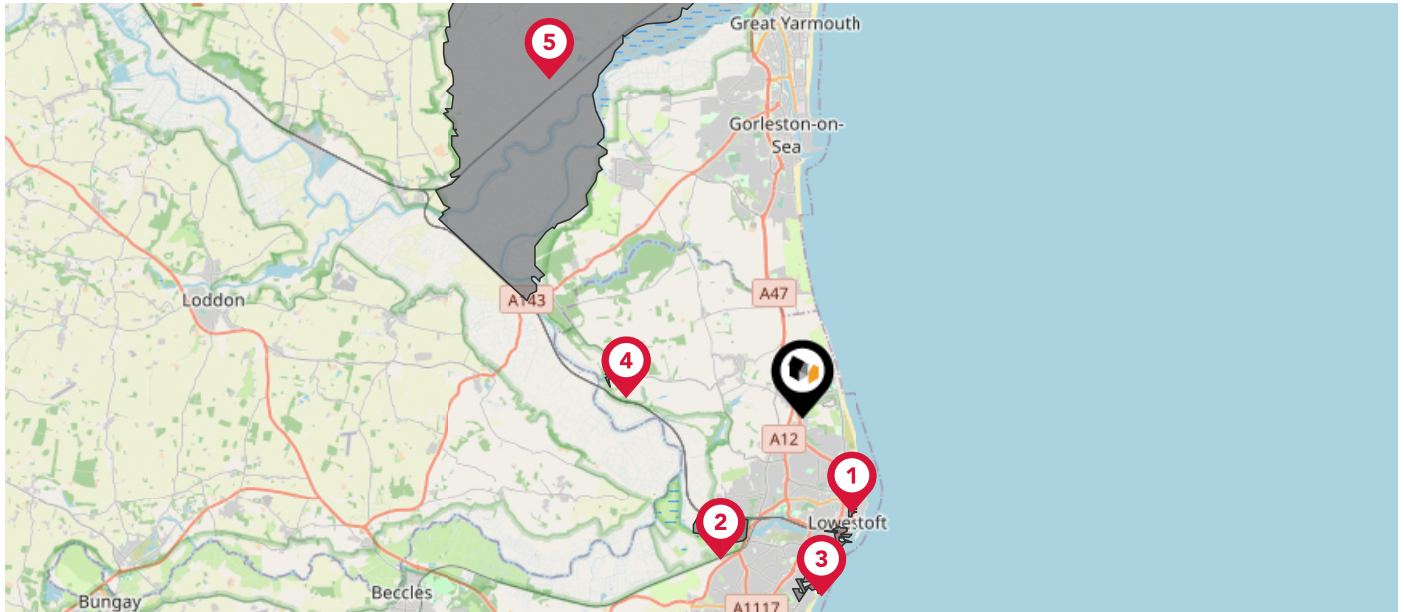 Great Yarmouth
5
Gorleston-on-
Sea
A47
Loddon
A143
4
A12
1
2
Lowestoft
3
Beccles
Bungay
A1117